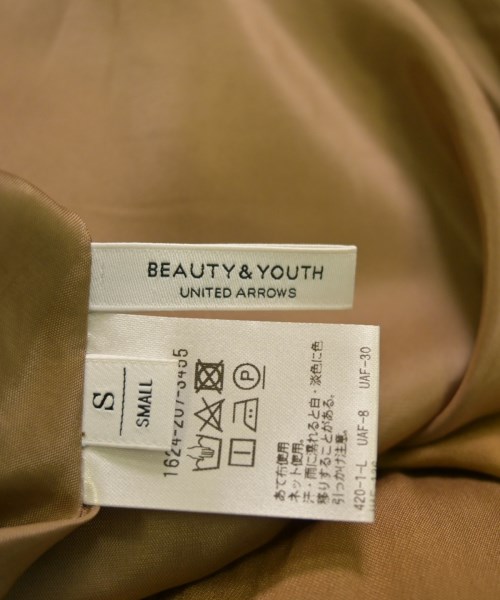 BEAUTY&YOUTH
UNITED ARROWS
S
SMALL
1624-207-3455
P
あて布使用
ネット使用。
汗・雨に濡れると白・淡色に色
移りすることがある。
引っかけ注意。
420-1-L UAF-8 UAF-30